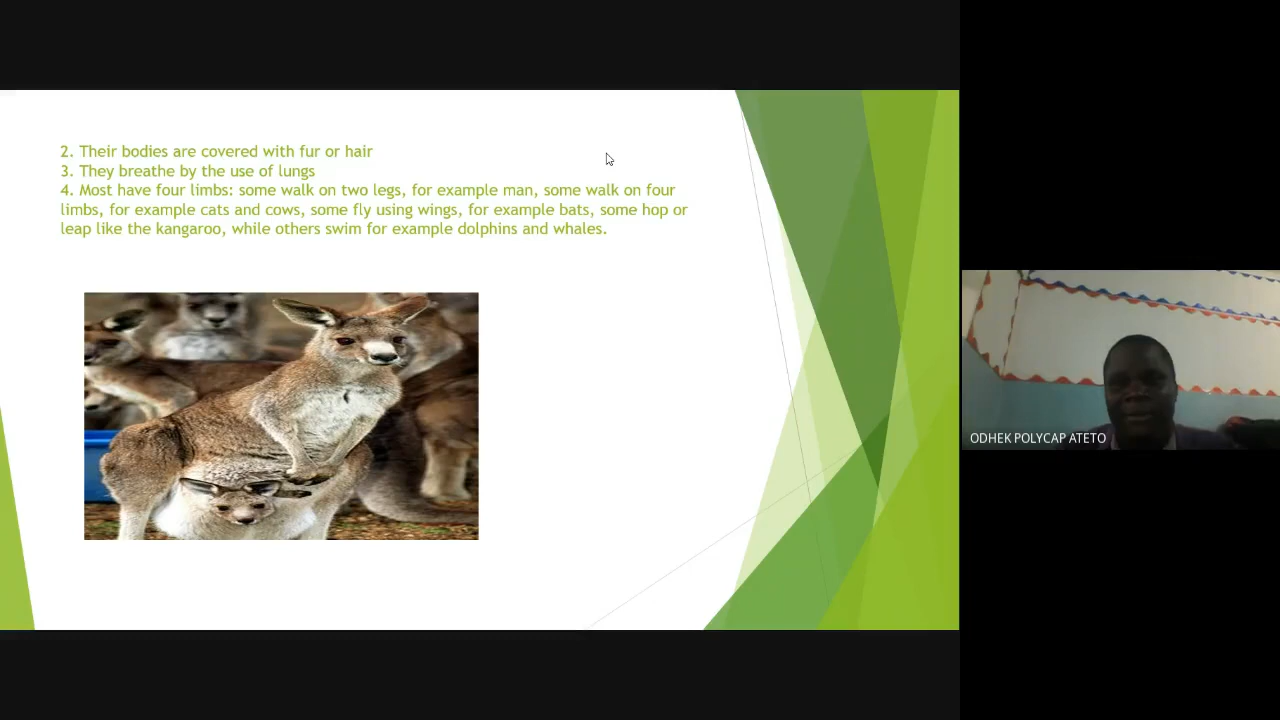 2. Their bodies are covered with fur or hair
3. They breathe by the use of lungs
4. Most have four limbs: some walk on two legs, for example man, some walk on four
limbs, for example cats and cows, some fly using wings, for example bats, some hop or
leap like the kangaroo, while others swim for example dolphins and whales.
ODHEK POLYCAP ATETO